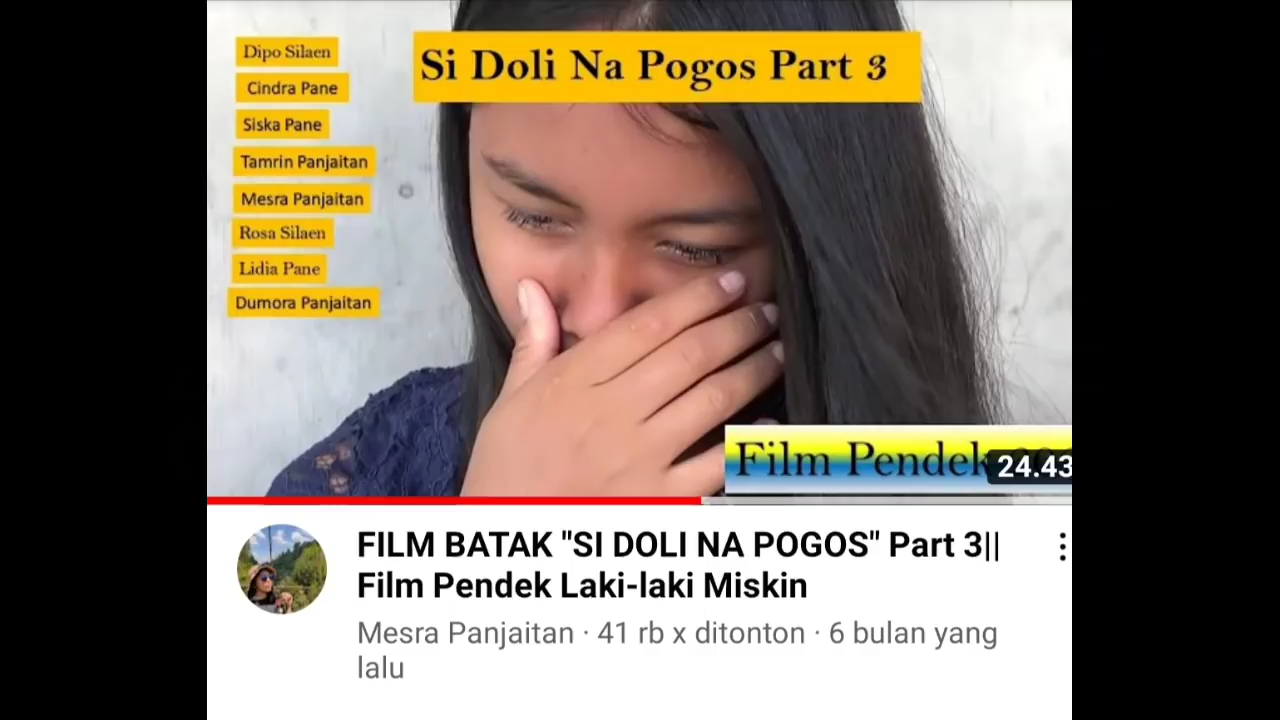 Dipo Silaen
Cindra Pane
Siska Pane
Tamrin Panjaitan
Mesra Panjaitan
Rosa Silaen
Lidia Pane
Dumora Panjaitan
Si Doli Na Pogos Part 3
Film Pendek
24.43
FILM BATAK "SI DOLI NA POGOS" Part 3||
Film Pendek Laki-laki Miskin
Mesra Panjaitan · 41 rb x ditonton · 6 bulan yang
lalu